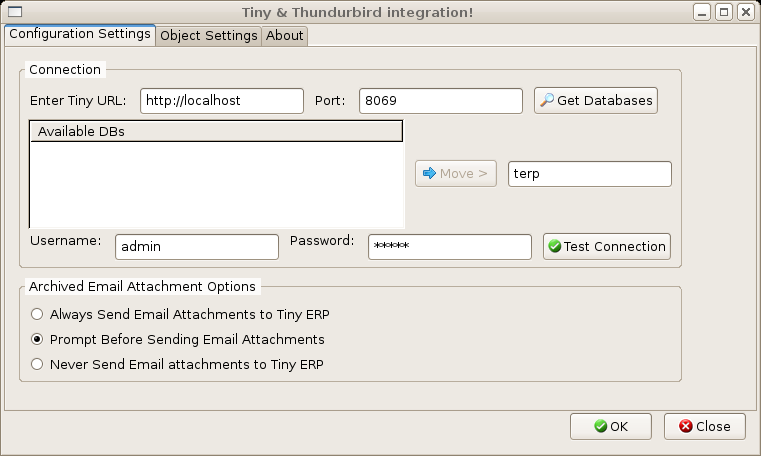 Tiny & Thundurbird integration!
Configuration Settings Object Settings About
Connection
Enter Tiny URL: http://localhost Port: 8069 Get Databases
Available DBs
Move > terp
Username: admin Password: ***** Test Connection
Archived Email Attachment Options
Always Send Email Attachments to Tiny ERP
Prompt Before Sending Email Attachments
Never Send Email attachments to Tiny ERP
OK Close